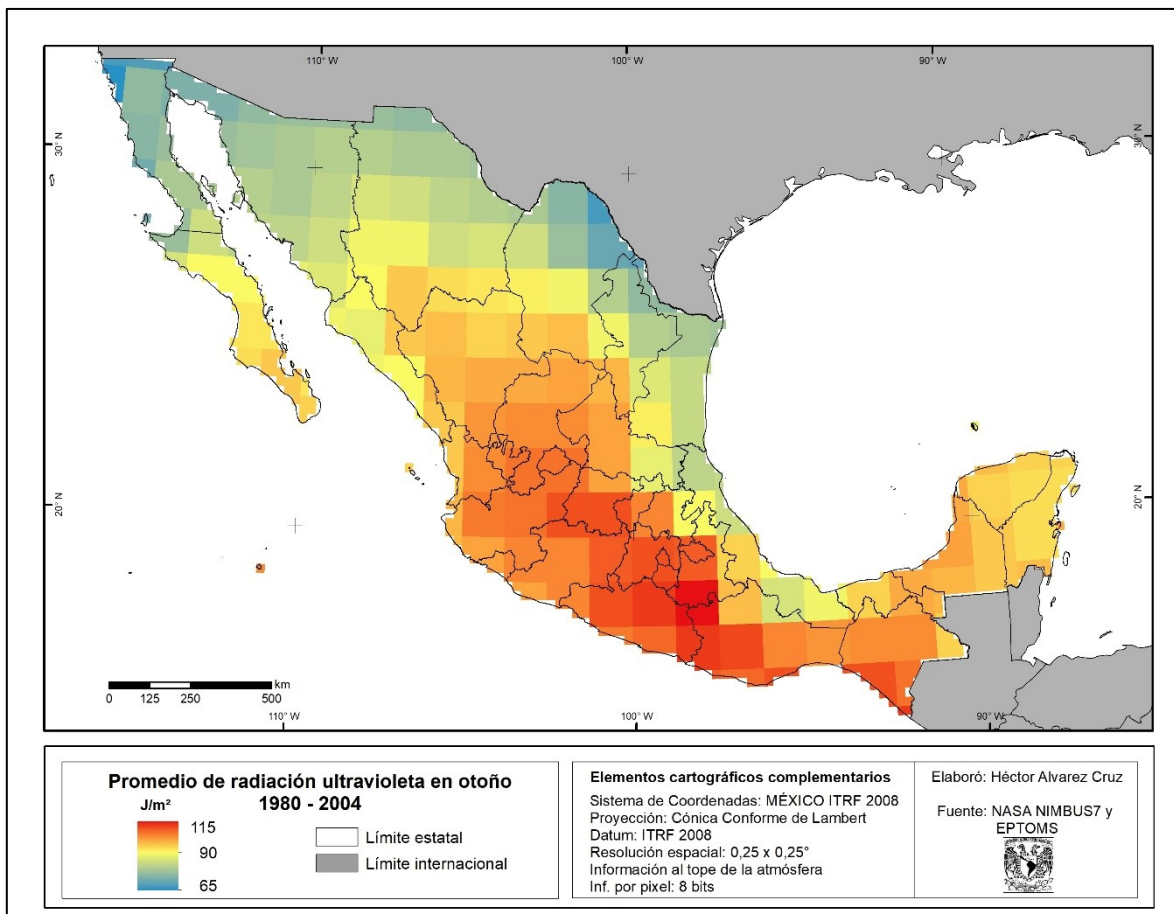 110° W
100° W
90° W
30° N
30° N
20° N
20° N
km
0 125 250 500
110° W
100° W
90° W
Promedio de radiación ultravioleta en otoño
1980 - 2004
J/m²
115
90
65
Límite estatal
Límite internacional
Elementos cartográficos complementarios
Sistema de Coordenadas: MÉXICO ITRF 2008
Proyección: Cónica Conforme de Lambert
Datum: ITRF 2008
Resolución espacial: 0,25 x 0,25°
Información al tope de la atmósfera
Inf. por pixel: 8 bits
Elaboró: Héctor Alvarez Cruz
Fuente: NASA NIMBUS7 y
EPTOMS